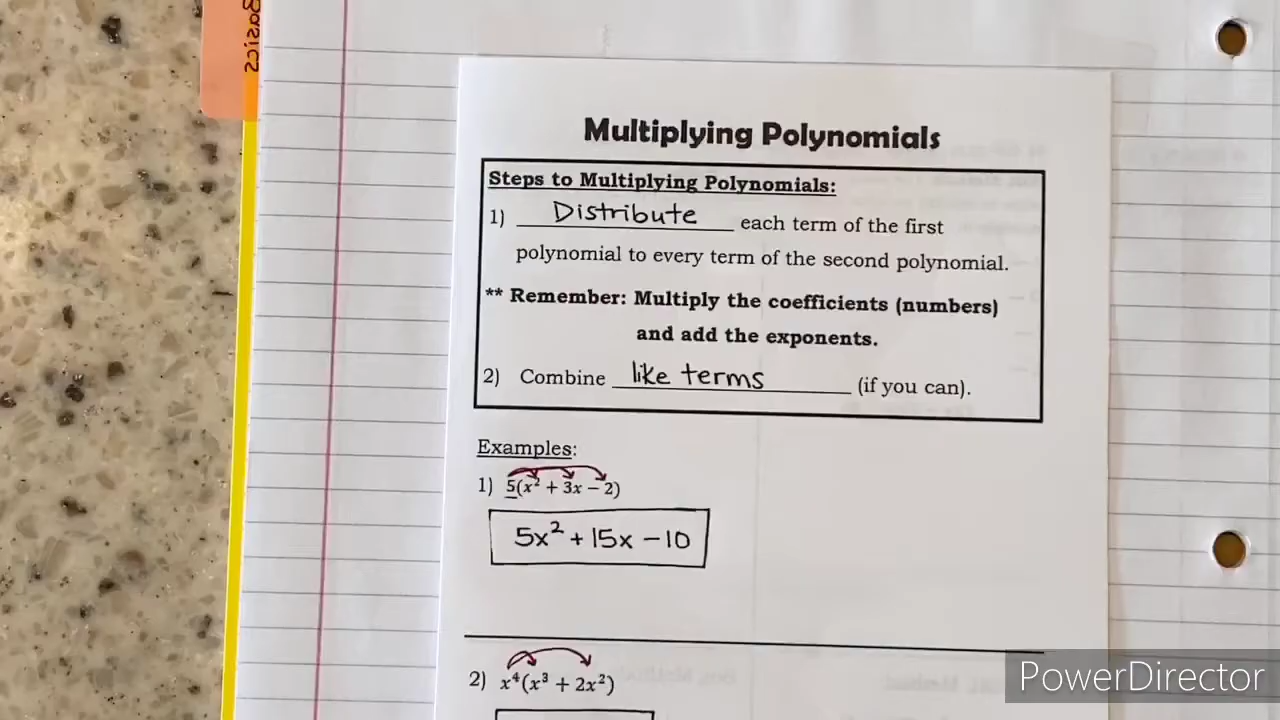 Basics
Multiplying Polynomials
Steps to Multiplying Polynomials:
1) Distribute each term of the first
polynomial to every term of the second polynomial.
** Remember: Multiply the coefficients (numbers)
and add the exponents.
2) Combine like terms (if you can).
Examples:
1) 5(x² + 3x − 2)
5x² + 15x − 10
2) x⁴(x³ + 2x²)
PowerDirector